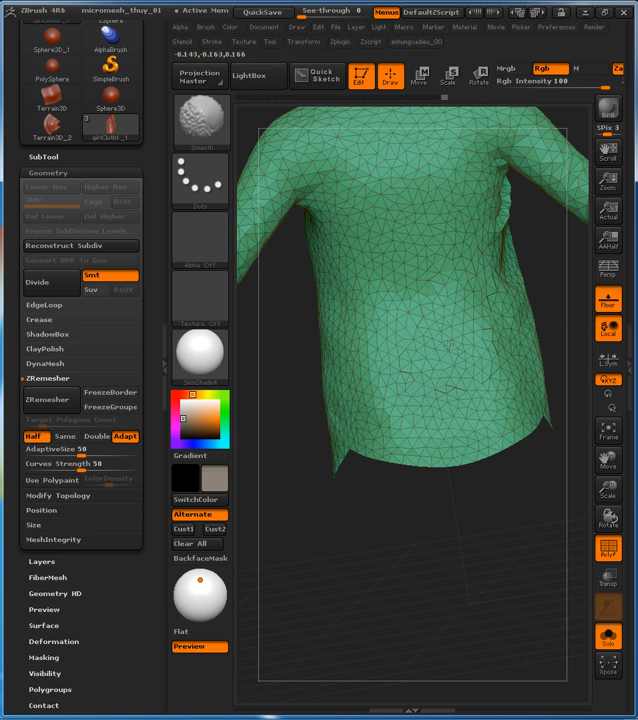 ZBrush 4R6 micromesh_thuy_01 • Active Mem QuickSave See-through 0 Menus DefaultZScript
Alpha Brush Color Document Draw Edit File Layer Light Macro Marker Material Movie Picker Preferences Render
Stencil Stroke Texture Tool Transform Zplugin Zscript
-0.143,-0.163,0.166
Projection
Master
LightBox
Quick
Sketch
Edit
Draw
Move
Scale
Rotate
Mrgb Rgb M
Rgb Intensity 100
Sphere3D_1
AlphaBrush
PolySphere
SimpleBrush
Terrain3D
Sphere3D
Terrain3D_2
3
SubTool
Geometry
Lower Res Higher Res
SDiv Cage Rstr
Del Lower Del Higher
Freeze SubDivision Levels
Reconstruct Subdiv
Convert BPR To Geo
Divide
Smt
Suv
EdgeLoop
Crease
ShadowBox
ClayPolish
DynaMesh
ZRemesher
ZRemesher
FreezeBorder
FreezeGroups
Target Polygons Count
Half Same Double Adapt
AdaptiveSize 50
Curves Strength 50
Use Polypaint ColorDensity
Modify Topology
Position
Size
MeshIntegrity
Layers
FiberMesh
Geometry HD
Preview
Surface
Deformation
Masking
Visibility
Polygroups
Contact
Smooth
Dots
Alpha Off
Texture Off
SkinShade4
Gradient
SwitchColor
Alternate
Cust1 Cust2
Clear All
BackfaceMask
Flat
Preview
BPR
SPix 3
Scroll
Zoom
Actual
AAHalf
Persp
Floor
Local
L.Sym
XYZ
Frame
Move
Scale
Rotate
PolyF
Transp
Solo
Xpose